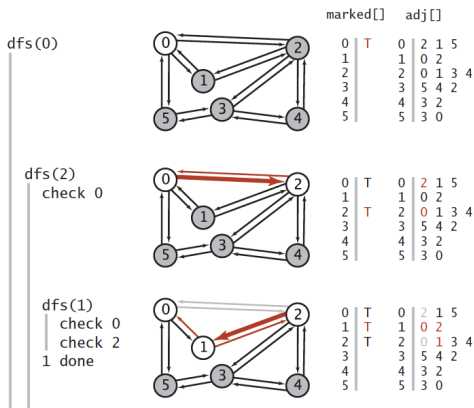 marked[] adj[]
dfs(0)
0 T 0 2 1 5
1 1 0 2
2 2 0 1 3 4
3 3 5 4 2
4 4 3 2
5 5 3 0
0 2 1 3 5 4
dfs(2)
check 0
0 T 0 2 1 5
1 1 0 2
2 T 2 0 1 3 4
3 3 5 4 2
4 4 3 2
5 5 3 0
0 2 1 3 5 4
dfs(1)
check 0
check 2
1 done
0 T 0 2 1 5
1 T 1 0 2
2 T 2 0 1 3 4
3 3 5 4 2
4 4 3 2
5 5 3 0
0 2 1 3 5 4